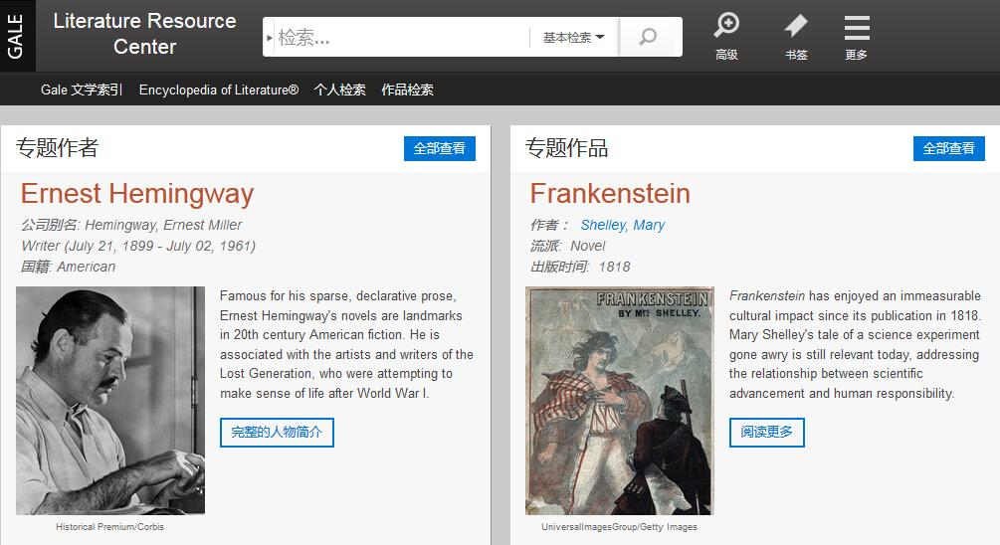 GALE
Literature Resource
Center
检索...
基本检索
高级
书签
更多
Gale 文学索引 Encyclopedia of Literature® 个人检索 作品检索
专题作者
全部查看
Ernest Hemingway
公司别名: Hemingway, Ernest Miller
Writer (July 21, 1899 - July 02, 1961)
国籍: American
Famous for his sparse, declarative prose,
Ernest Hemingway's novels are landmarks
in 20th century American fiction. He is
associated with the artists and writers of the
Lost Generation, who were attempting to
make sense of life after World War I.
完整的人物简介
Historical Premium/Corbis
专题作品
全部查看
Frankenstein
作者： Shelley, Mary
流派: Novel
出版时间: 1818
FRANKENSTEIN
BY MRS SHELLEY.
Frankenstein has enjoyed an immeasurable
cultural impact since its publication in 1818.
Mary Shelley's tale of a science experiment
gone awry is still relevant today, addressing
the relationship between scientific
advancement and human responsibility.
阅读更多
UniversalImagesGroup/Getty Images